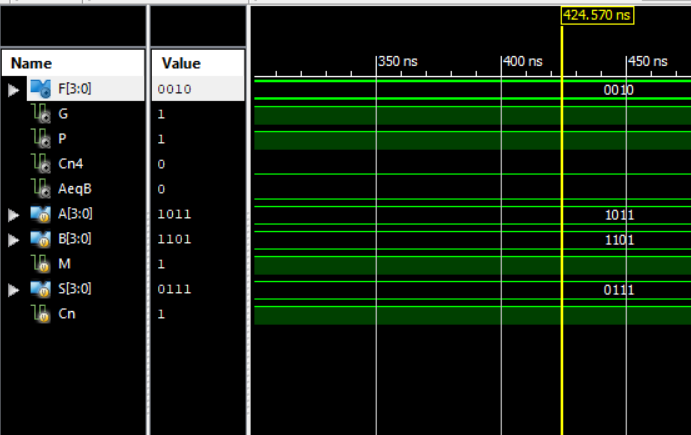 424.570 ns
Name Value 350 ns 400 ns 450 ns
F[3:0] 0010 0010
G 1
P 1
Cn4 0
AeqB 0
A[3:0] 1011 1011
B[3:0] 1101 1101
M 1
S[3:0] 0111 0111
Cn 1